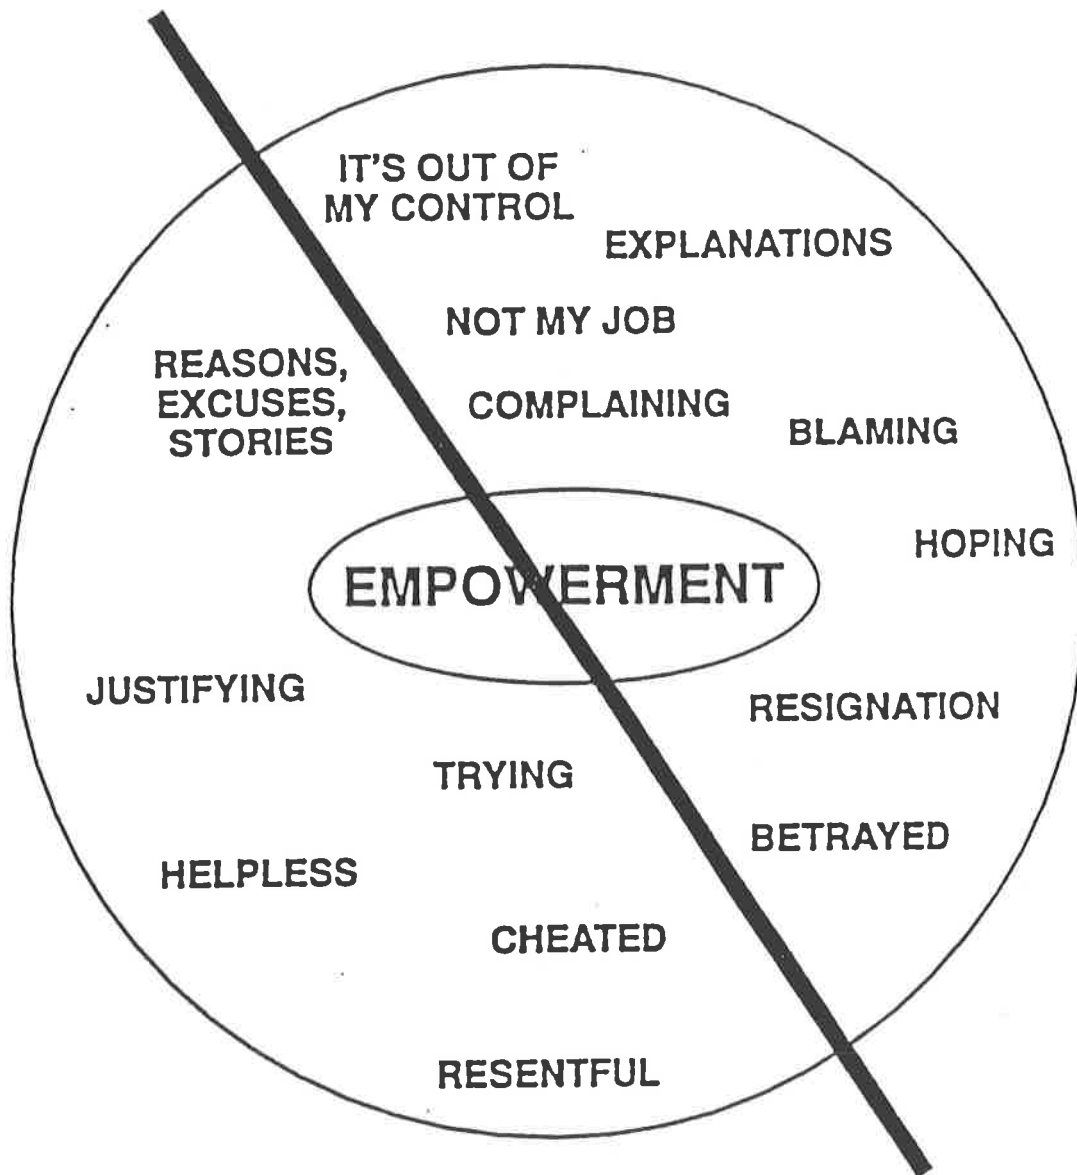 IT'S OUT OF
MY CONTROL
EXPLANATIONS
NOT MY JOB
REASONS,
EXCUSES,
STORIES
COMPLAINING
BLAMING
HOPING
EMPOWERMENT
JUSTIFYING
RESIGNATION
TRYING
BETRAYED
HELPLESS
CHEATED
RESENTFUL